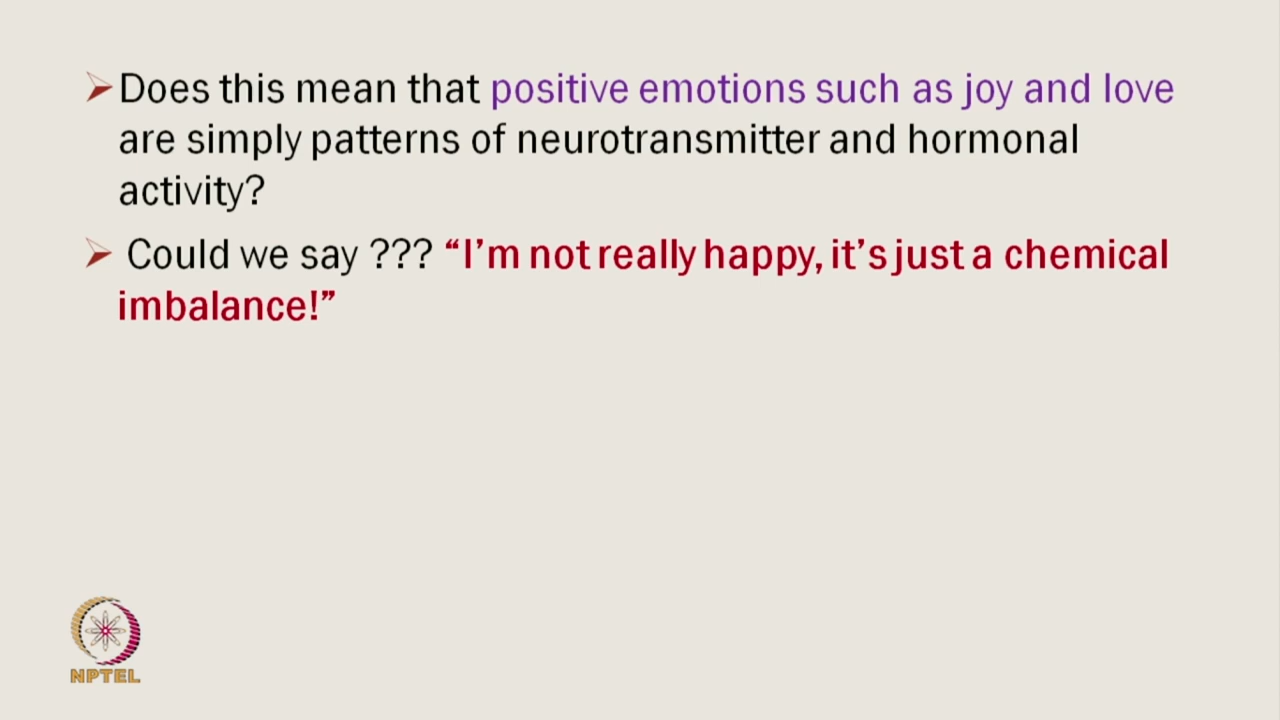 ➢Does this mean that positive emotions such as joy and love
are simply patterns of neurotransmitter and hormonal
activity?
➢ Could we say ??? “I’m not really happy, it’s just a chemical
imbalance!”
NPTEL